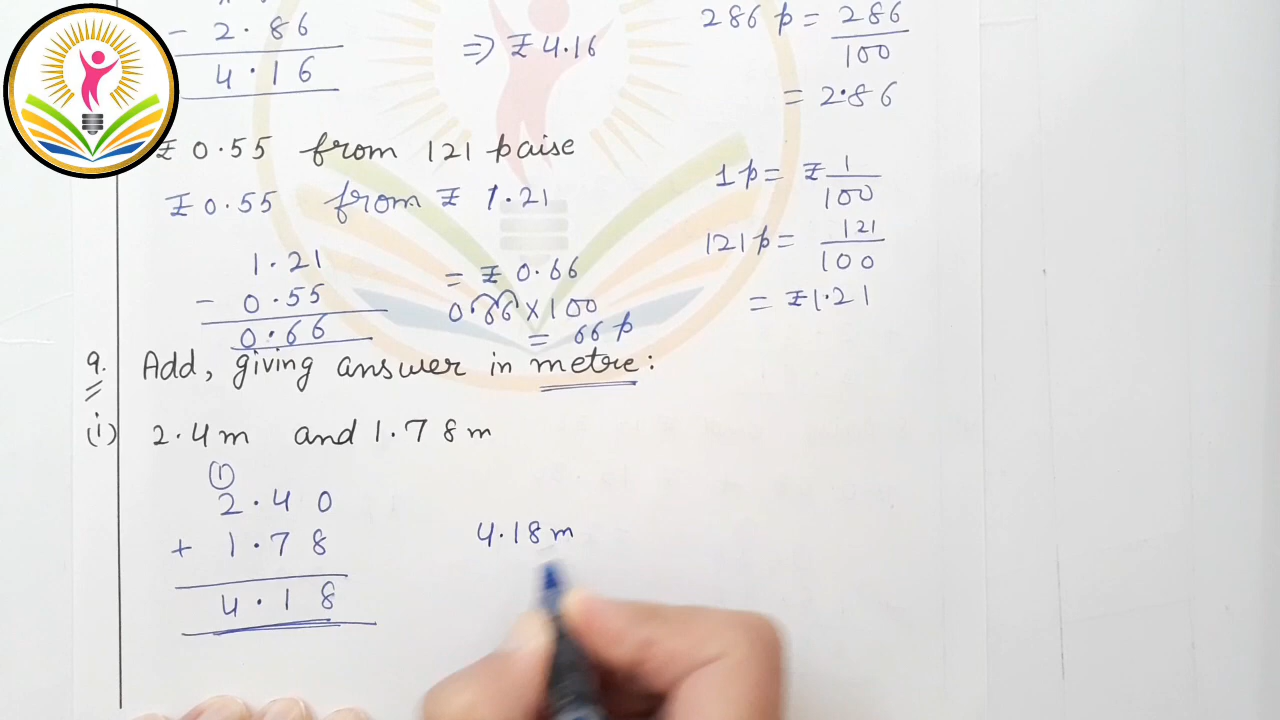 - 2.86
4.16
=> ₹ 4.16
286 p = 286
100
= 2.86
₹ 0.55 from 121 paise
₹ 0.55 from ₹ 1.21
1.21
- 0.55
0.66
= ₹ 0.66
0.66 x 100
= 66 p
1 p = ₹ 1
100
121 p = 121
100
= ₹ 1.21
9. Add, giving answer in metre:
(i) 2.4 m and 1.78 m
1
2.40
+ 1.78
4.18
4.18 m